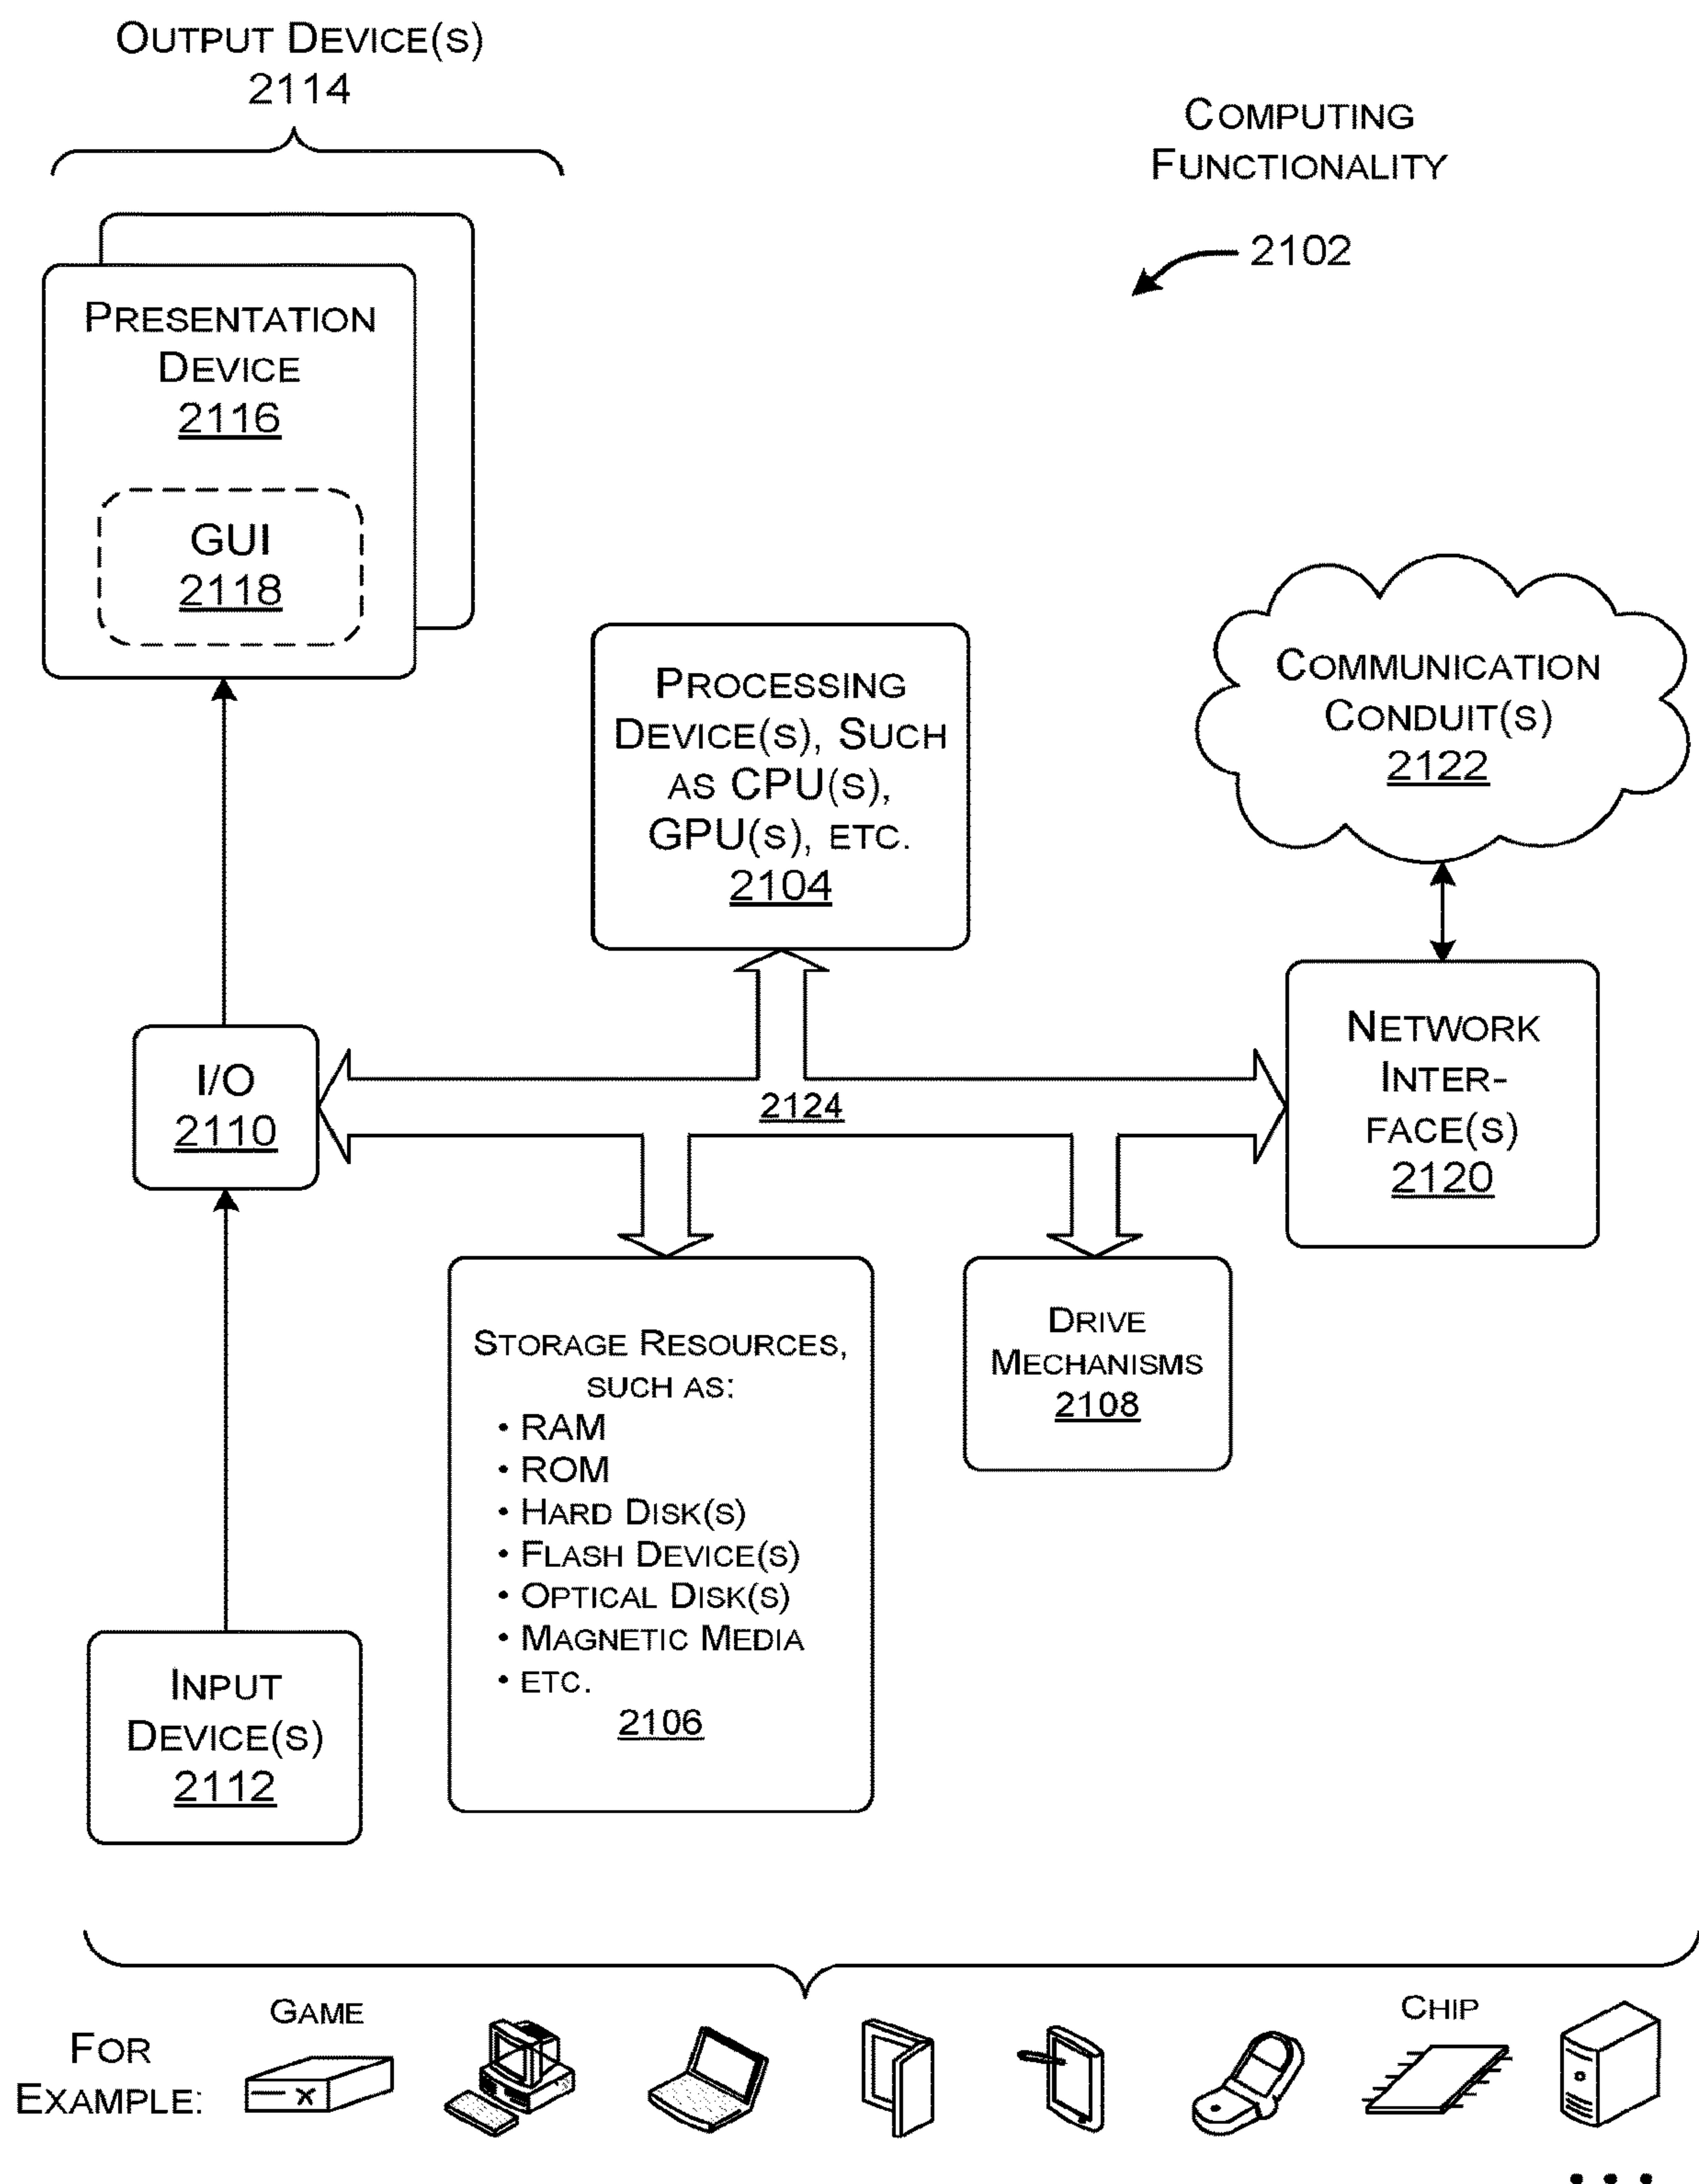 OUTPUT DEVICE(S)
2114
COMPUTING
FUNCTIONALITY
2102
PRESENTATION
DEVICE
2116
GUI
2118
PROCESSING
DEVICE(S), SUCH
AS CPU(S),
GPU(S), ETC.
2104
COMMUNICATION
CONDUIT(S)
2122
I/O
2110
2124
NETWORK
INTER-
FACE(S)
2120
STORAGE RESOURCES,
SUCH AS:
• RAM
• ROM
• HARD DISK(S)
• FLASH DEVICE(S)
• OPTICAL DISK(S)
• MAGNETIC MEDIA
• ETC.
2106
DRIVE
MECHANISMS
2108
INPUT
DEVICE(S)
2112
FOR
EXAMPLE:
GAME
CHIP
...